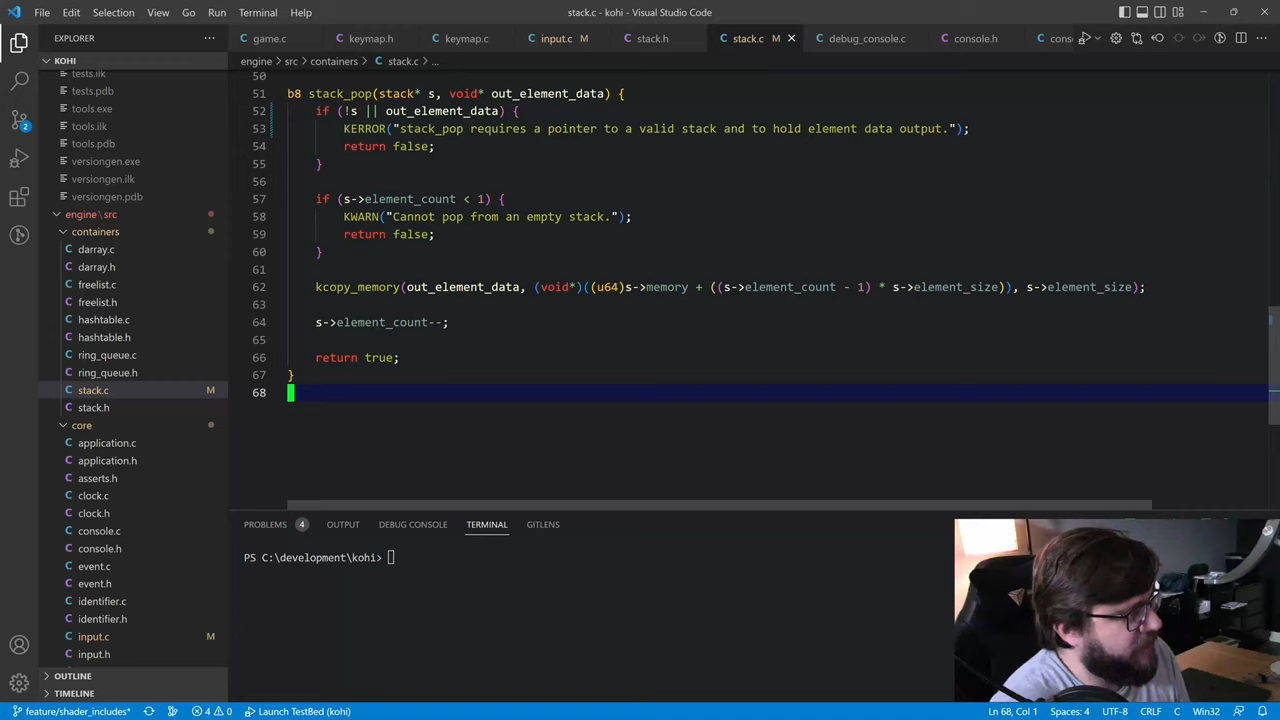 File Edit Selection View Go Run Terminal Help
stack.c - kohi - Visual Studio Code
EXPLORER
game.c
keymap.h
keymap.c
input.c M
stack.h
stack.c M
debug_console.c
console.h
KOHI
engine > src > containers > C stack.c > ...
tests.ilk
tests.pdb
tools.exe
tools.ilk
tools.pdb
versiongen.exe
versiongen.ilk
versiongen.pdb
engine \ src
containers
darray.c
darray.h
freelist.c
freelist.h
hashtable.c
hashtable.h
ring_queue.c
ring_queue.h
stack.c M
stack.h
core
application.c
application.h
asserts.h
clock.c
clock.h
console.c
console.h
event.c
event.h
identifier.c
identifier.h
input.c M
input.h
OUTLINE
TIMELINE
50
51 b8 stack_pop(stack* s, void* out_element_data) {
52 if (!s || out_element_data) {
53 KERROR("stack_pop requires a pointer to a valid stack and to hold element data output.");
54 return false;
55 }
56
57 if (s->element_count < 1) {
58 KWARN("Cannot pop from an empty stack.");
59 return false;
60 }
61
62 kcopy_memory(out_element_data, (void*)((u64)s->memory + ((s->element_count - 1) * s->element_size)), s->element_size);
63
64 s->element_count--;
65
66 return true;
67 }
68
PROBLEMS 4 OUTPUT DEBUG CONSOLE TERMINAL GITLENS
PS C:\development\kohi>
2
feature/shader_includes* 4 0 Launch TestBed (kohi)
Ln 68, Col 1 Spaces: 4 UTF-8 CRLF C Win32